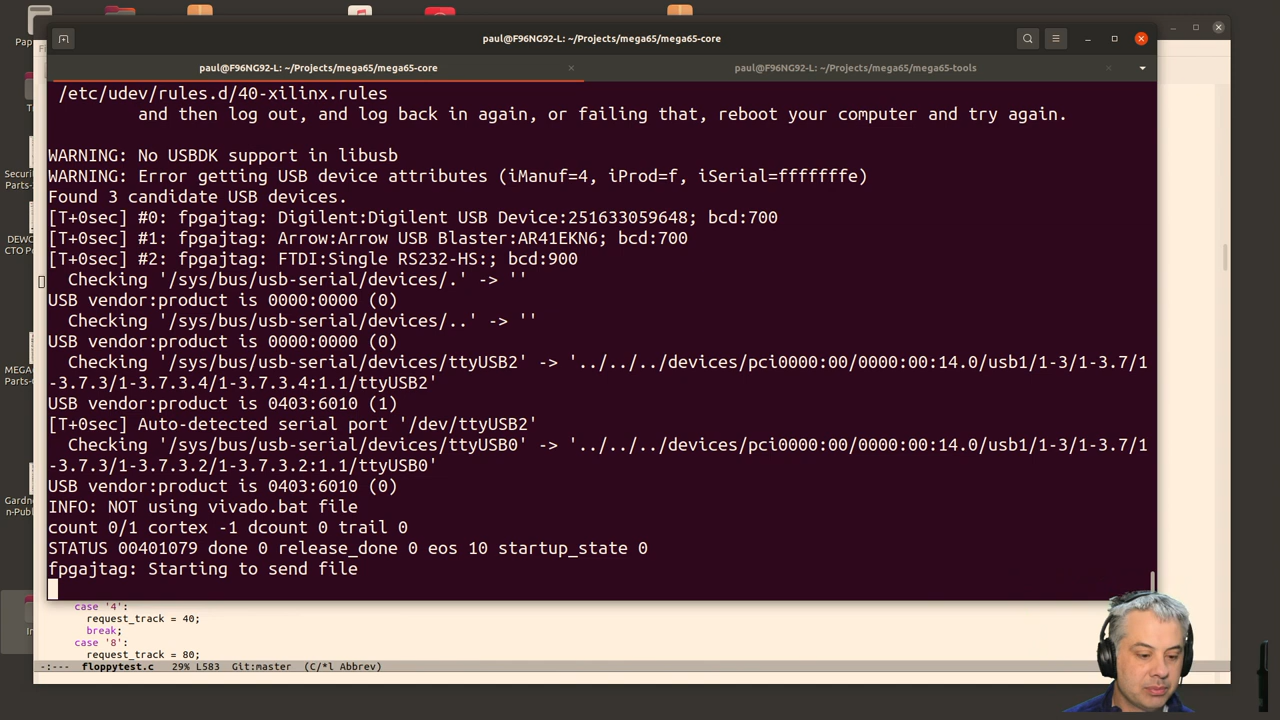 Pap
paul@F96NG92-L: ~/Projects/mega65/mega65-core
paul@F96NG92-L: ~/Projects/mega65/mega65-core
paul@F96NG92-L: ~/Projects/mega65/mega65-tools
/etc/udev/rules.d/40-xilinx.rules
and then log out, and log back in again, or failing that, reboot your computer and try again.
WARNING: No USBDK support in libusb
WARNING: Error getting USB device attributes (iManuf=4, iProd=f, iSerial=fffffffe)
Found 3 candidate USB devices.
[T+0sec] #0: fpgajtag: Digilent:Digilent USB Device:251633059648; bcd:700
[T+0sec] #1: fpgajtag: Arrow:Arrow USB Blaster:AR41EKN6; bcd:700
[T+0sec] #2: fpgajtag: FTDI:Single RS232-HS:; bcd:900
Checking '/sys/bus/usb-serial/devices/.' -> ''
USB vendor:product is 0000:0000 (0)
Checking '/sys/bus/usb-serial/devices/..' -> ''
USB vendor:product is 0000:0000 (0)
Checking '/sys/bus/usb-serial/devices/ttyUSB2' -> '../../../devices/pci0000:00/0000:00:14.0/usb1/1-3/1-3.7/1
-3.7.3/1-3.7.3.4/1-3.7.3.4:1.1/ttyUSB2'
USB vendor:product is 0403:6010 (1)
[T+0sec] Auto-detected serial port '/dev/ttyUSB2'
Checking '/sys/bus/usb-serial/devices/ttyUSB0' -> '../../../devices/pci0000:00/0000:00:14.0/usb1/1-3/1-3.7/1
-3.7.3/1-3.7.3.2/1-3.7.3.2:1.1/ttyUSB0'
USB vendor:product is 0403:6010 (0)
INFO: NOT using vivado.bat file
count 0/1 cortex -1 dcount 0 trail 0
STATUS 00401079 done 0 release_done 0 eos 10 startup_state 0
fpgajtag: Starting to send file
Securi
Parts-
DEWC
CTO P
MEGA
Parts-
Gardn
n-Publ
case '4':
request_track = 40;
break;
case '8':
request_track = 80;
-:--- floppytest.c 29% L583 Git:master (C/*l Abbrev)